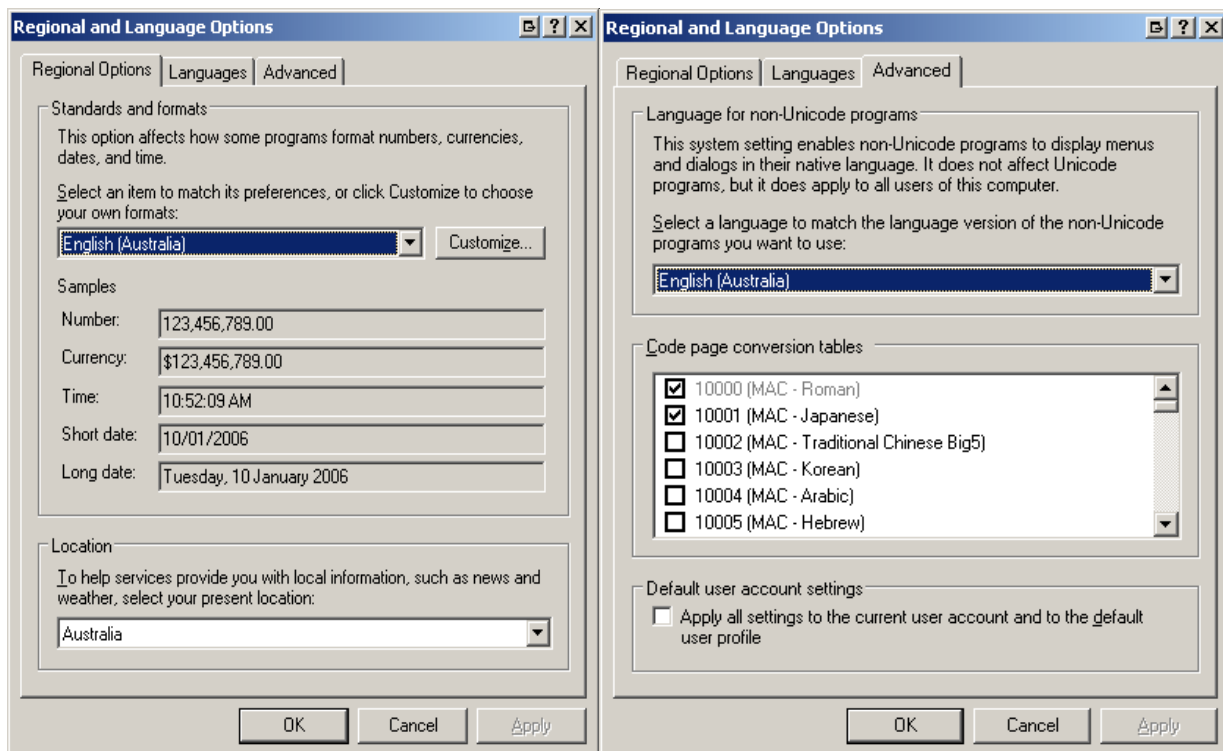 Regional and Language Options
Regional Options Languages Advanced
Standards and formats
This option affects how some programs format numbers, currencies,
dates, and time.
Select an item to match its preferences, or click Customize to choose
your own formats:
English (Australia) Customize...
Samples
Number: 123,456,789.00
Currency: $123,456,789.00
Time: 10:52:09 AM
Short date: 10/01/2006
Long date: Tuesday, 10 January 2006
Location
To help services provide you with local information, such as news and
weather, select your present location:
Australia
OK Cancel Apply
Regional and Language Options
Regional Options Languages Advanced
Language for non-Unicode programs
This system setting enables non-Unicode programs to display menus
and dialogs in their native language. It does not affect Unicode
programs, but it does apply to all users of this computer.
Select a language to match the language version of the non-Unicode
programs you want to use:
English (Australia)
Code page conversion tables
10000 (MAC - Roman)
10001 (MAC - Japanese)
10002 (MAC - Traditional Chinese Big5)
10003 (MAC - Korean)
10004 (MAC - Arabic)
10005 (MAC - Hebrew)
Default user account settings
Apply all settings to the current user account and to the default
user profile
OK Cancel Apply